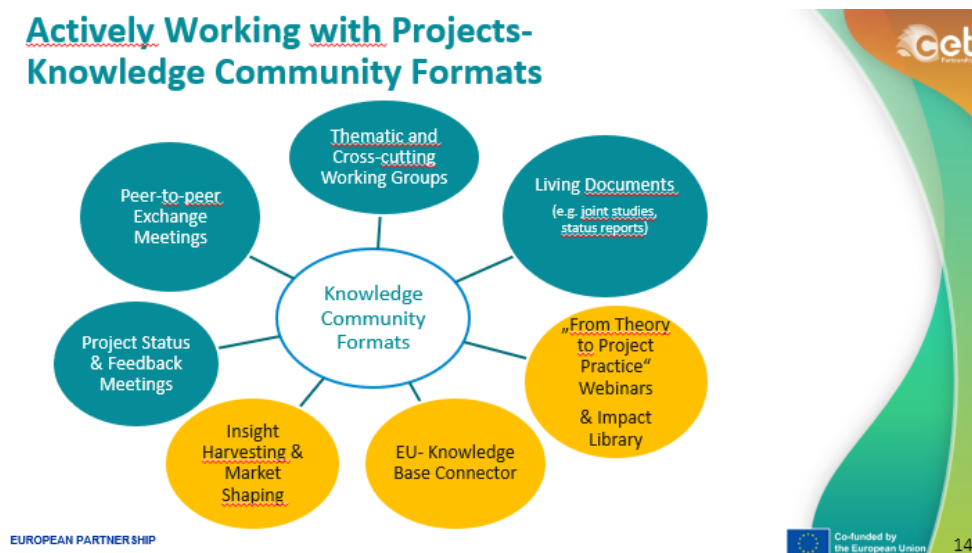 Actively Working with Projects-
Knowledge Community Formats
cet
Partnership
Thematic and
Cross-cutting
Working Groups
Peer-to-peer
Exchange
Meetings
Living Documents
(e.g. joint studies,
status reports)
Knowledge
Community
Formats
Project Status
& Feedback
Meetings
„From Theory
to Project
Practice“
Webinars
& Impact
Library
Insight
Harvesting &
Market
Shaping
EU- Knowledge
Base Connector
EUROPEAN PARTNERSHIP
Co-funded by
the European Union
14